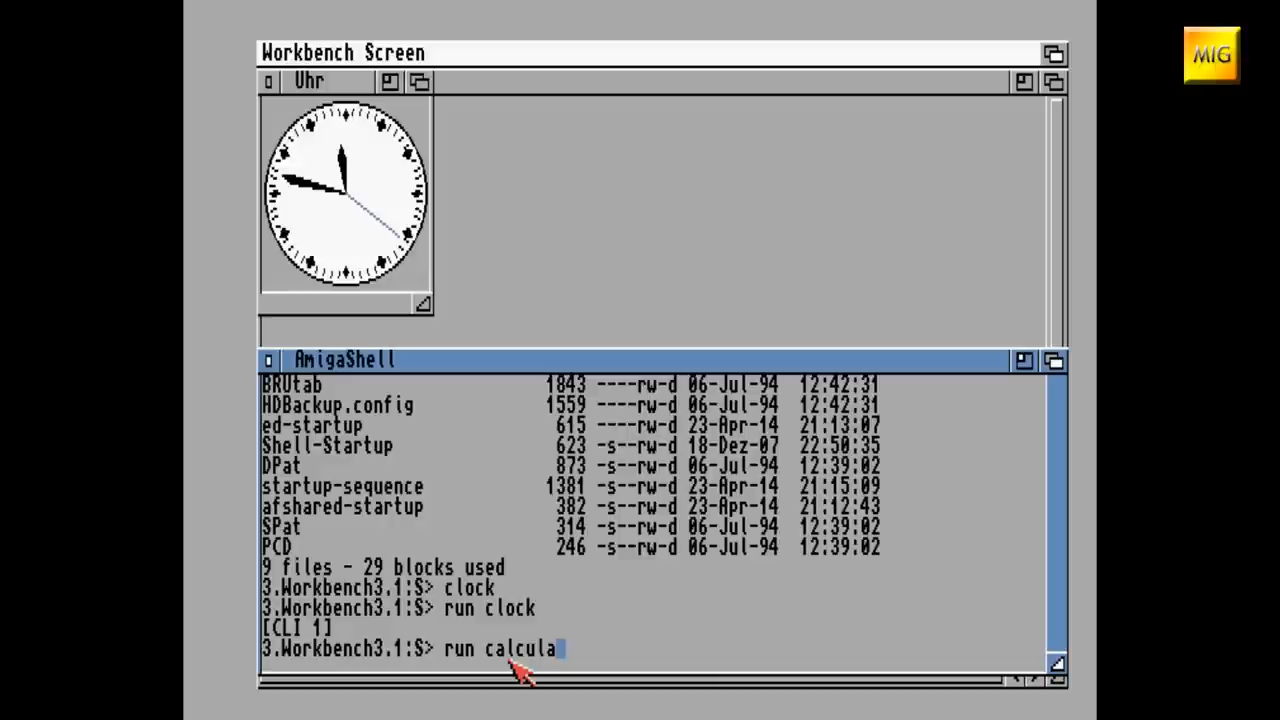 MIG
Workbench Screen
Uhr
AmigaShell
BRUtab 1843 ----rw-d 06-Jul-94 12:42:31
HDBackup.config 1559 ----rw-d 06-Jul-94 12:42:31
ed-startup 615 ----rw-d 23-Apr-14 21:13:07
Shell-Startup 623 -s--rw-d 18-Dez-07 22:50:35
DPat 873 -s--rw-d 06-Jul-94 12:39:02
startup-sequence 1381 -s--rw-d 23-Apr-14 21:15:09
afshared-startup 382 -s--rw-d 23-Apr-14 21:12:43
SPat 314 -s--rw-d 06-Jul-94 12:39:02
PCD 246 -s--rw-d 06-Jul-94 12:39:02
9 files - 29 blocks used
3.Workbench3.1:S> clock
3.Workbench3.1:S> run clock
[CLI 1]
3.Workbench3.1:S> run calcula